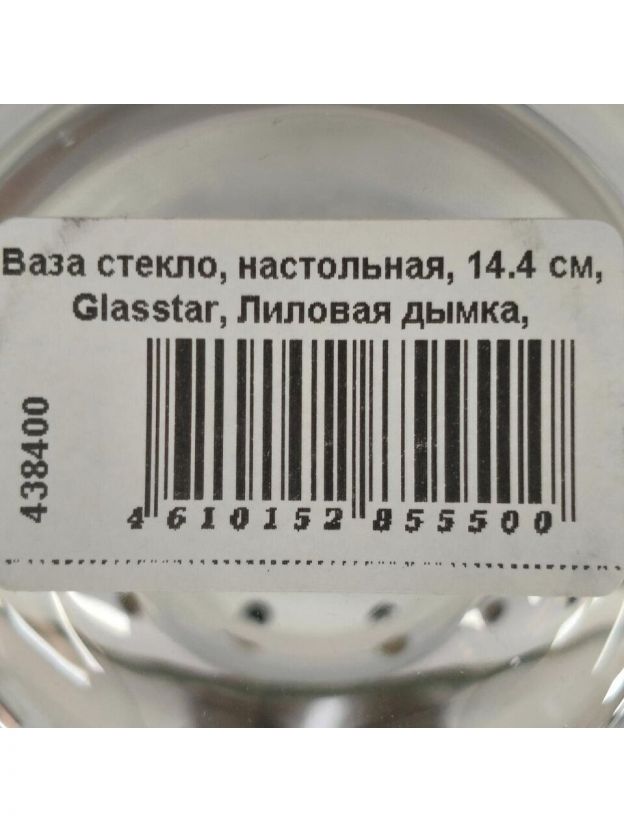 Ваза стекло, настольная, 14.4 см,
Glasstar, Лиловая дымка,
438400
4 610152 855500